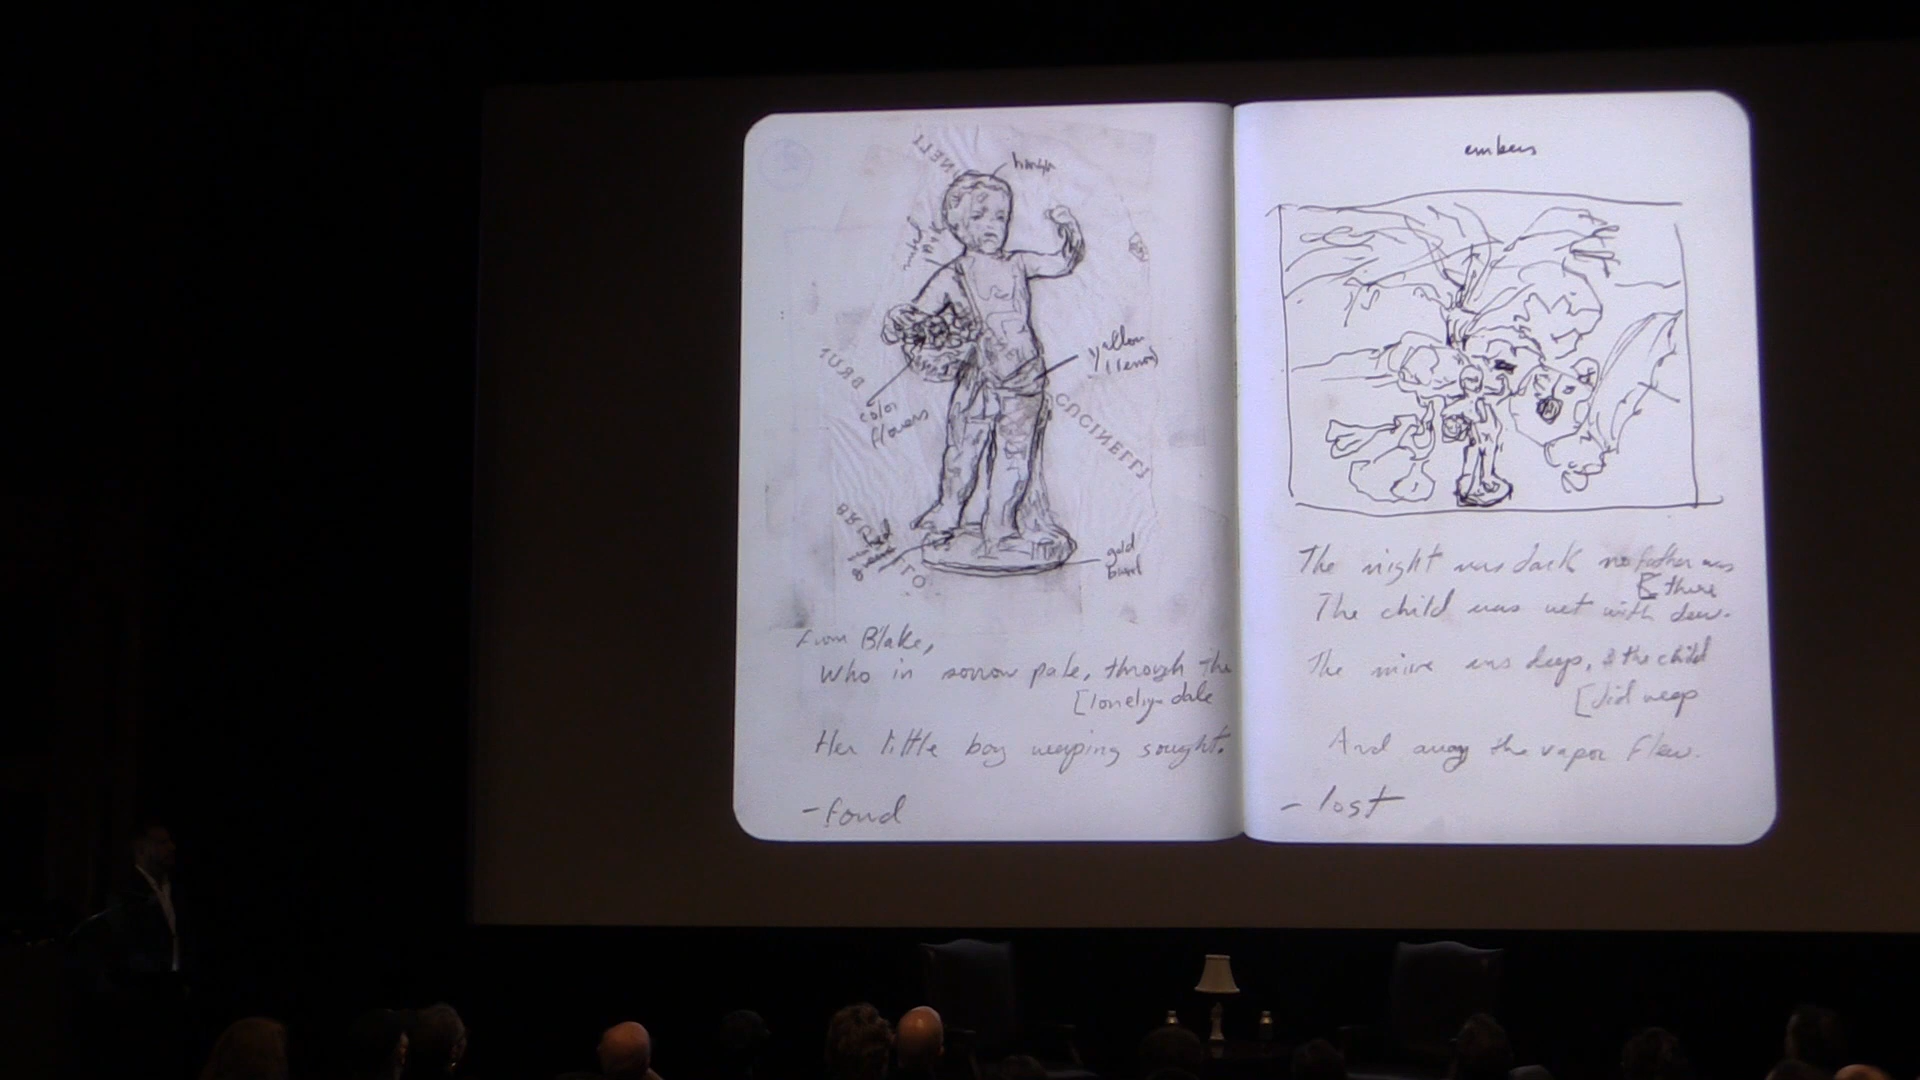 BRUNELLO
CUCINELLI
color
flowers
yellow
gold
from Blake,
Who in sorrow pale, through the
[lonely dale
Her little boy weeping sought.
- found
embers
The night was dark no father was
[there
The child was wet with dew.
The mire was deep, & the child
[did weep
And away the vapor flew.
- lost